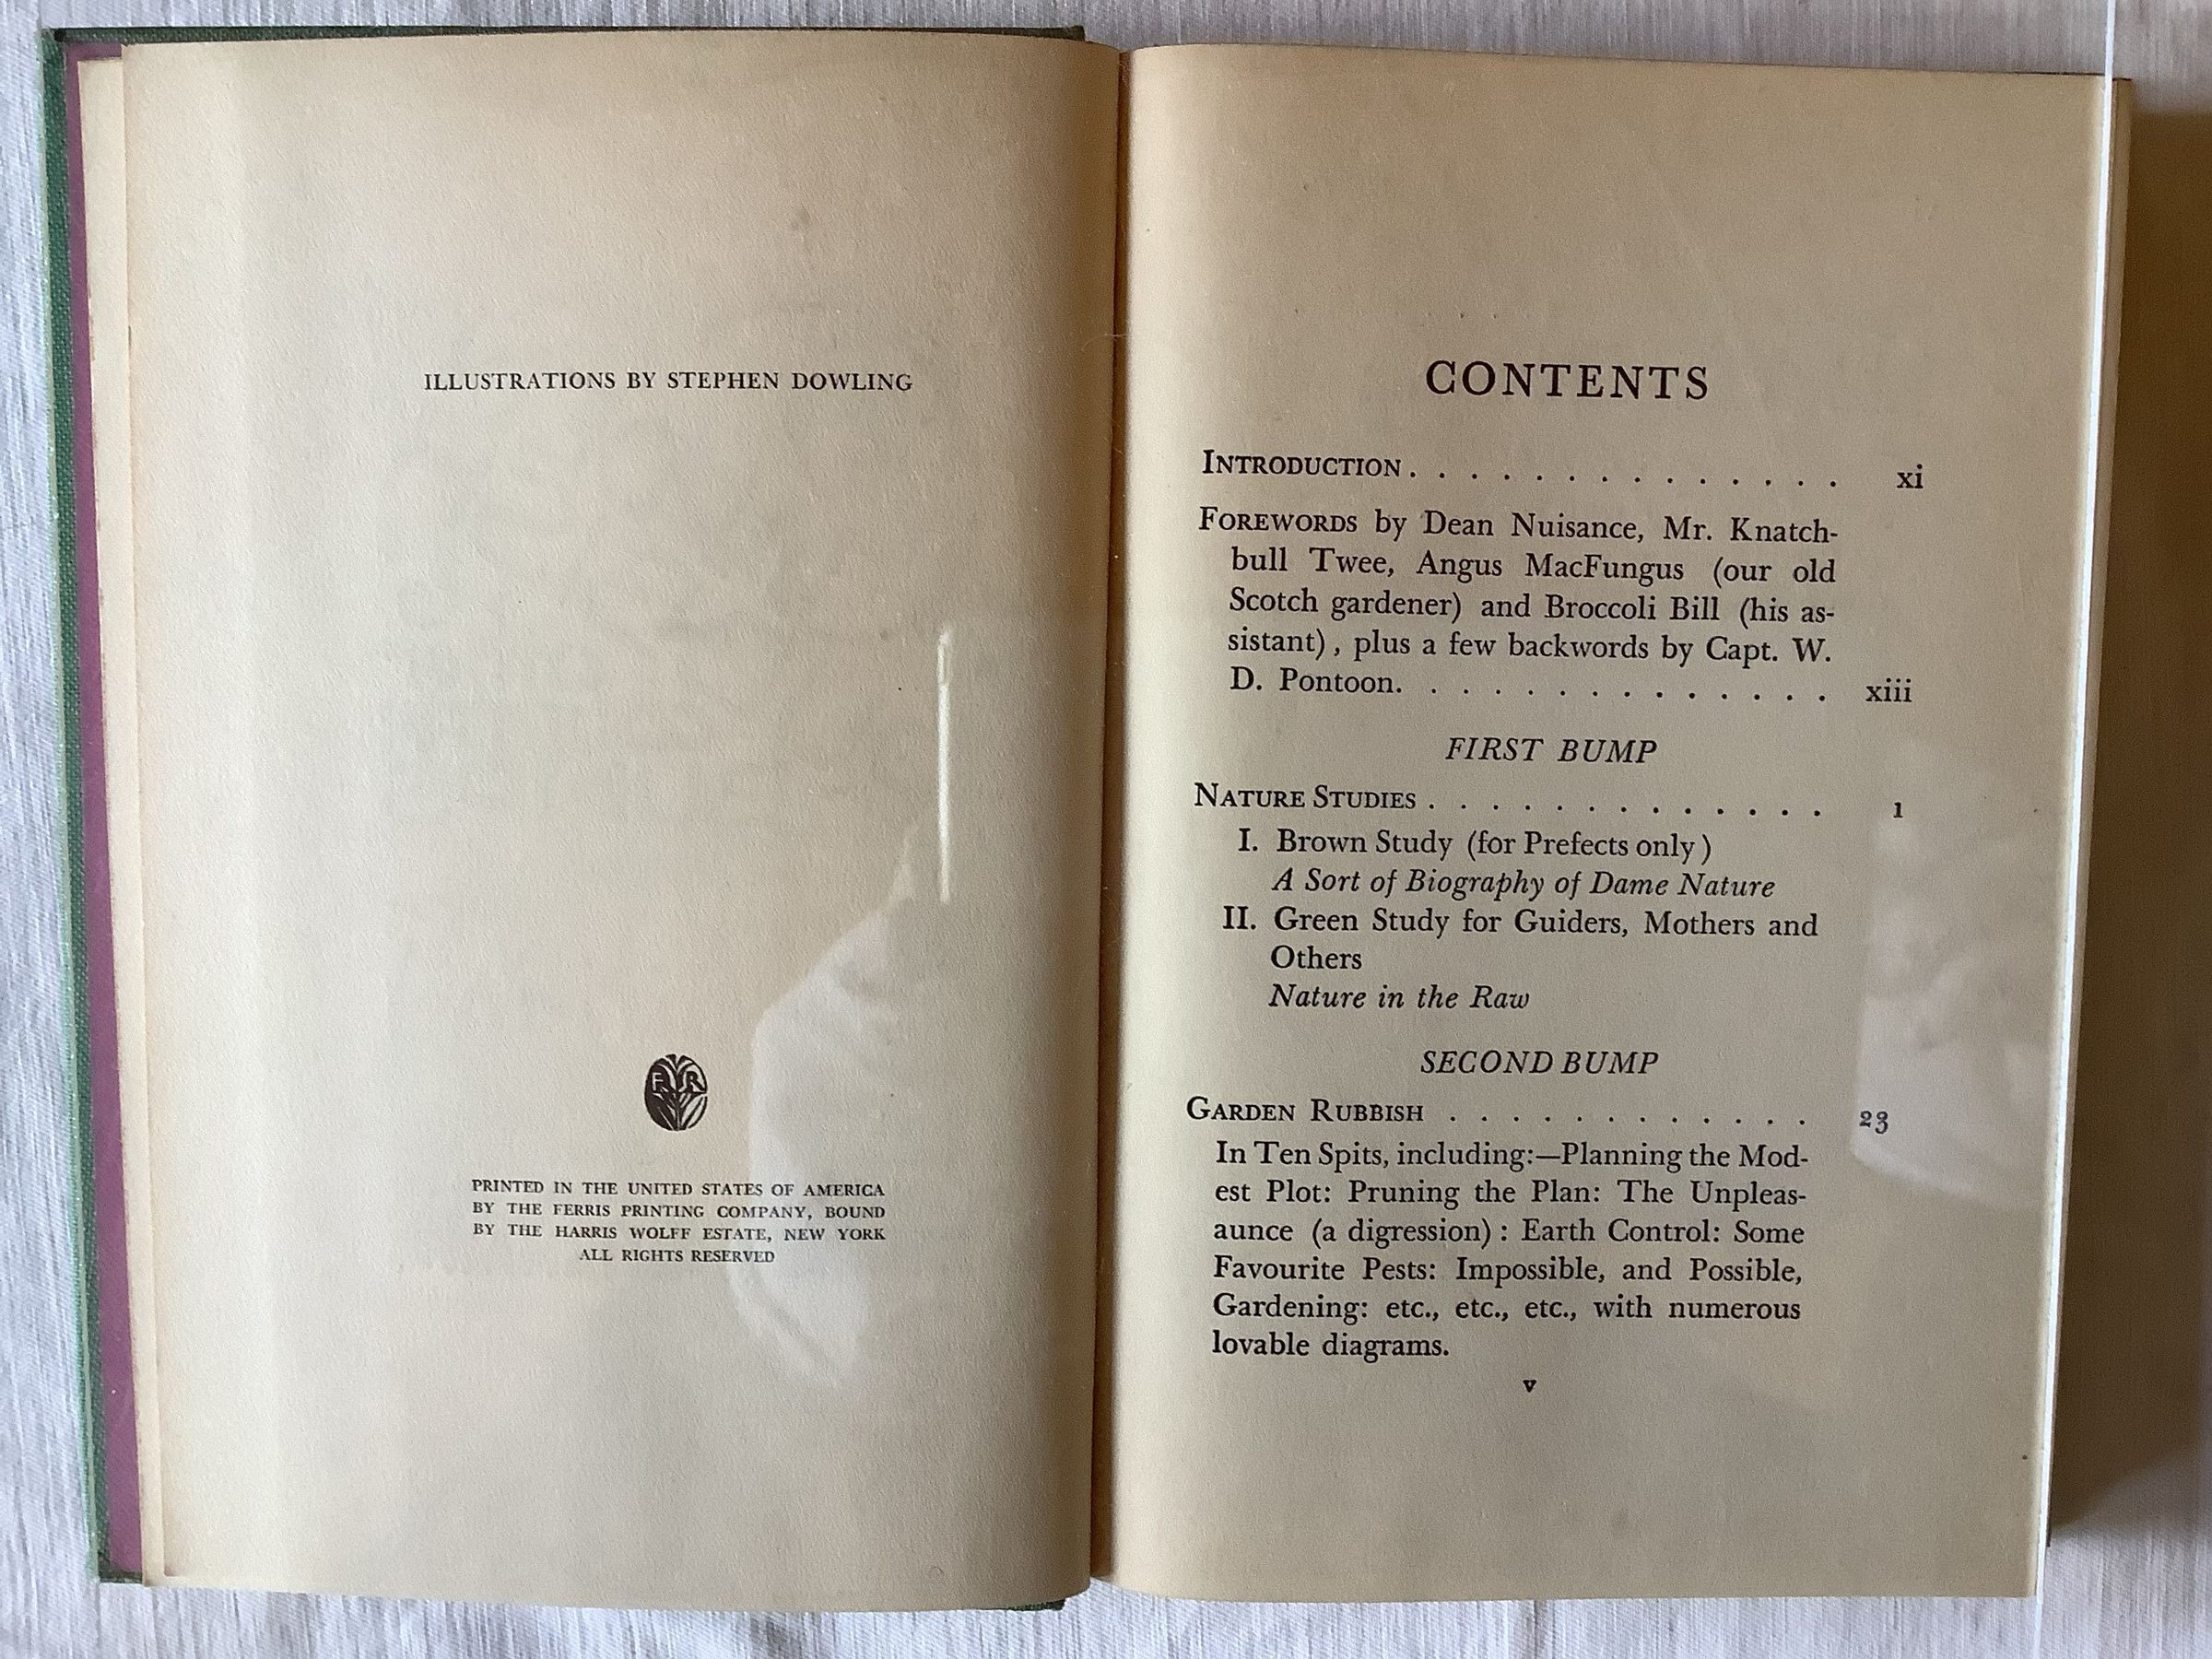 ILLUSTRATIONS BY STEPHEN DOWLING
F R
PRINTED IN THE UNITED STATES OF AMERICA
BY THE FERRIS PRINTING COMPANY, BOUND
BY THE HARRIS WOLFF ESTATE, NEW YORK
ALL RIGHTS RESERVED
CONTENTS
INTRODUCTION . . . . . . . . . . . . . . xi
FOREWORDS by Dean Nuisance, Mr. Knatch-
bull Twee, Angus MacFungus (our old
Scotch gardener) and Broccoli Bill (his as-
sistant), plus a few backwords by Capt. W.
D. Pontoon. . . . . . . . . . . . . . xiii
FIRST BUMP
NATURE STUDIES . . . . . . . . . . . . . 1
I. Brown Study (for Prefects only)
A Sort of Biography of Dame Nature
II. Green Study for Guiders, Mothers and
Others
Nature in the Raw
SECOND BUMP
GARDEN RUBBISH . . . . . . . . . . . . 23
In Ten Spits, including:—Planning the Mod-
est Plot: Pruning the Plan: The Unpleas-
aunce (a digression): Earth Control: Some
Favourite Pests: Impossible, and Possible,
Gardening: etc., etc., etc., with numerous
lovable diagrams.
v